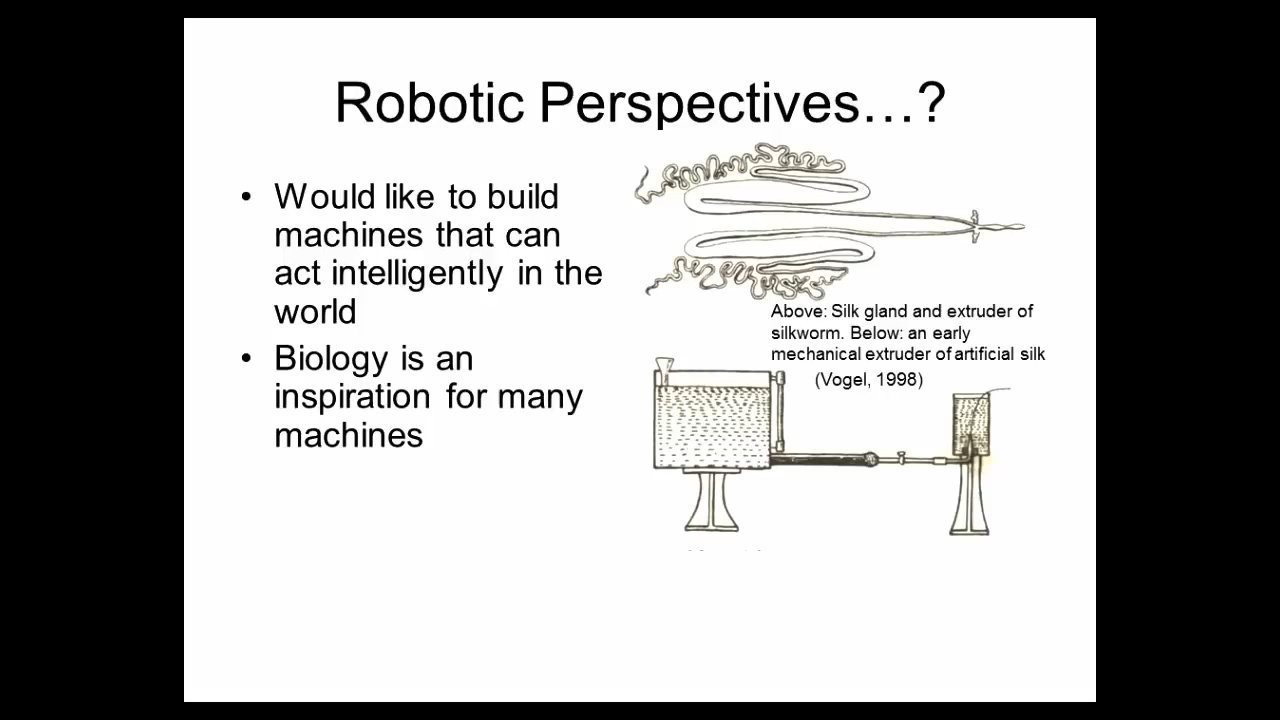 Robotic Perspectives…?
• Would like to build
machines that can
act intelligently in the
world
• Biology is an
inspiration for many
machines
Above: Silk gland and extruder of
silkworm. Below: an early
mechanical extruder of artificial silk
(Vogel, 1998)